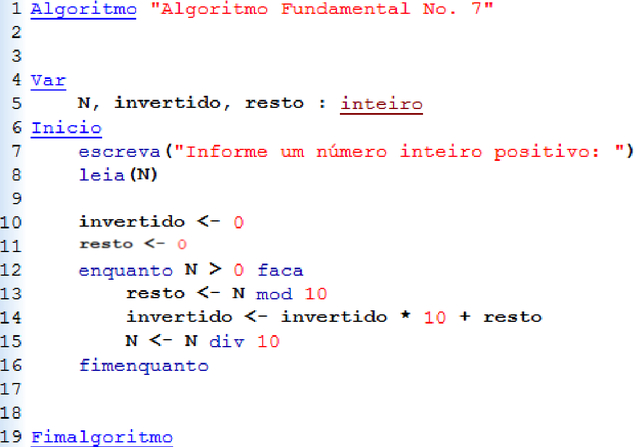 1 Algoritmo "Algoritmo Fundamental No. 7"
2
3
4 Var
5 N, invertido, resto : inteiro
6 Inicio
7 escreva("Informe um número inteiro positivo: ")
8 leia(N)
9
10 invertido <- 0
11 resto <- 0
12 enquanto N > 0 faca
13 resto <- N mod 10
14 invertido <- invertido * 10 + resto
15 N <- N div 10
16 fimenquanto
17
18
19 Fimalgoritmo